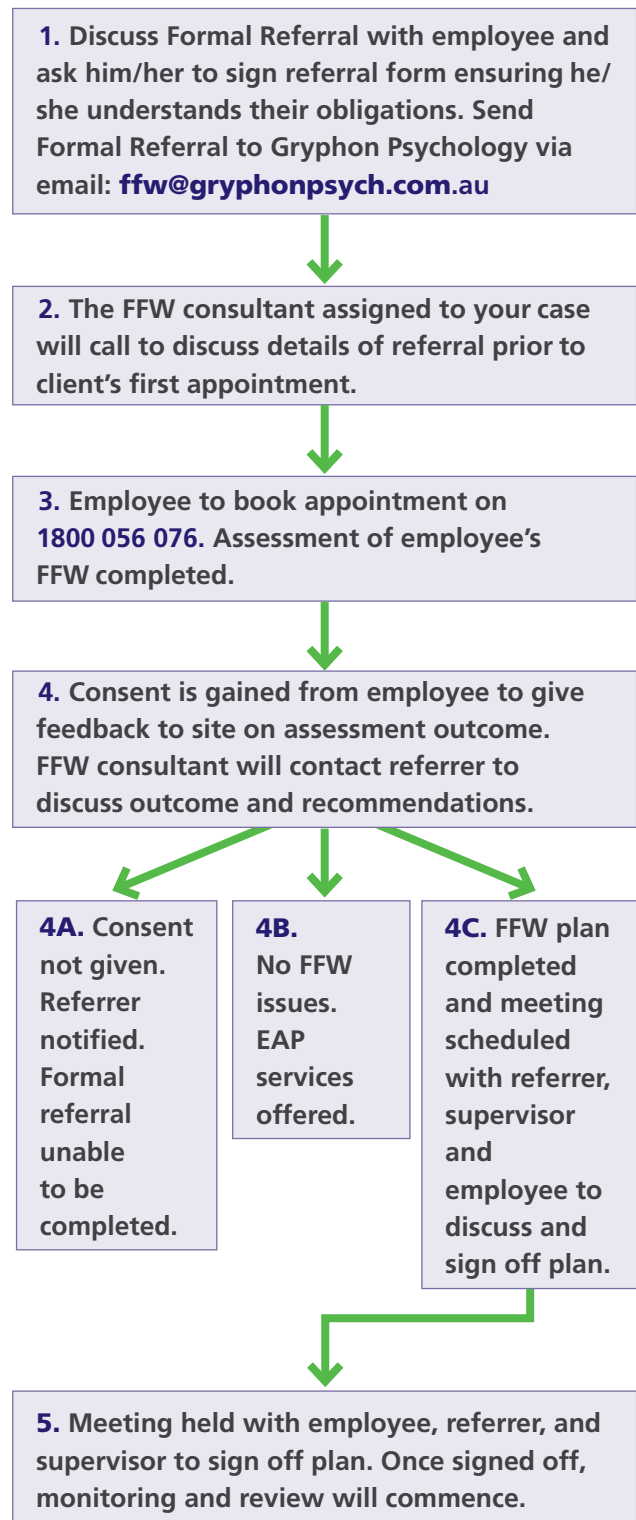 1. Discuss Formal Referral with employee and
ask him/her to sign referral form ensuring he/
she understands their obligations. Send
Formal Referral to Gryphon Psychology via
email: ffw@gryphonpsych.com.au
2. The FFW consultant assigned to your case
will call to discuss details of referral prior to
client's first appointment.
3. Employee to book appointment on
1800 056 076. Assessment of employee's
FFW completed.
4. Consent is gained from employee to give
feedback to site on assessment outcome.
FFW consultant will contact referrer to
discuss outcome and recommendations.
4A. Consent
not given.
Referrer
notified.
Formal
referral
unable
to be
completed.
4B.
No FFW
issues.
EAP
services
offered.
4C. FFW plan
completed
and meeting
scheduled
with referrer,
supervisor
and
employee to
discuss and
sign off plan.
5. Meeting held with employee, referrer, and
supervisor to sign off plan. Once signed off,
monitoring and review will commence.